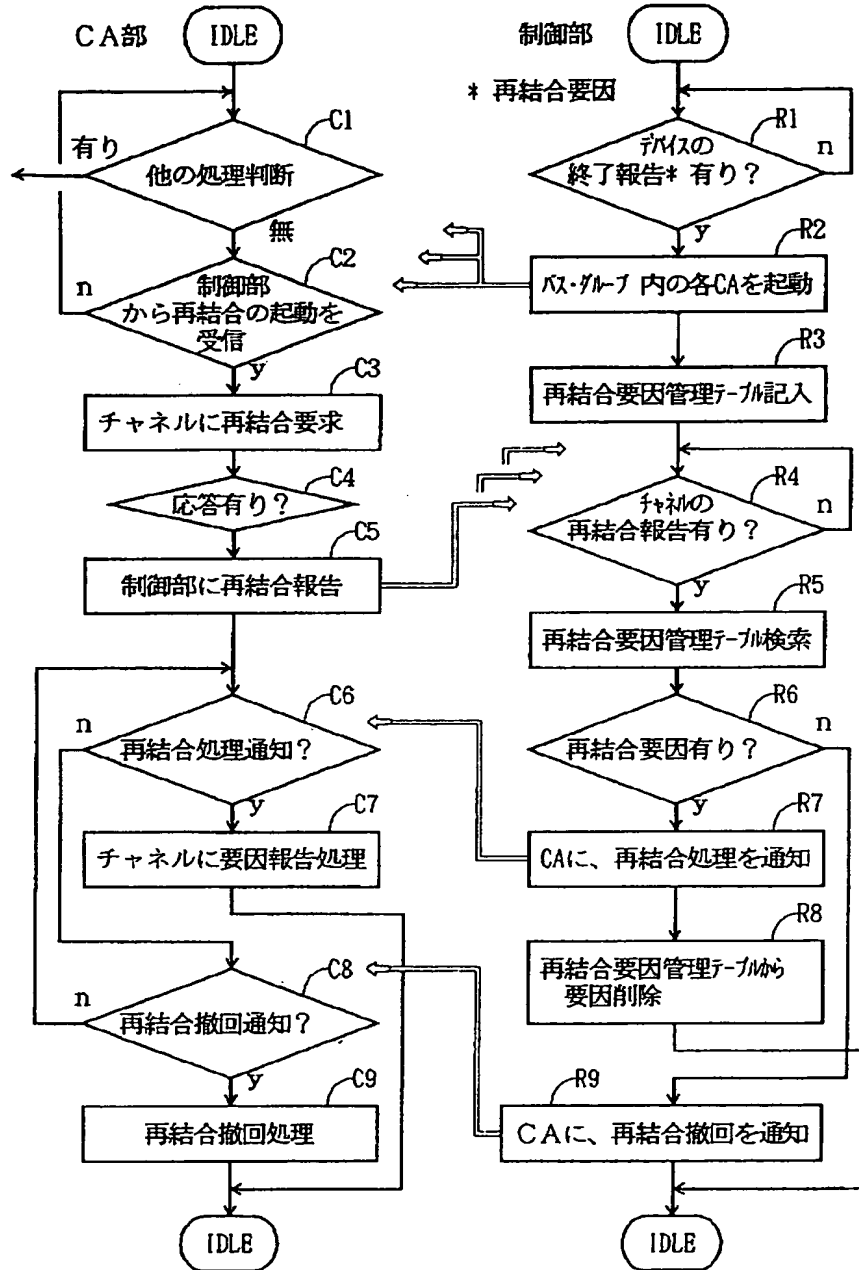 CA部
IDLE
C1
有り
他の処理判断
無
C2
n
制御部
から再結合の起動を
受信
y
C3
チャネルに再結合要求
C4
応答有り?
C5
制御部に再結合報告
C6
n
再結合処理通知?
y
C7
チャネルに要因報告処理
C8
n
再結合撤回通知?
y
C9
再結合撤回処理
IDLE
制御部
IDLE
* 再結合要因
R1
デバイスの
n
終了報告* 有り?
y
R2
パス・グループ 内の各CAを起動
R3
再結合要因管理テーブル記入
R4
チャネルの
n
再結合報告有り?
y
R5
再結合要因管理テーブル検索
R6
n
再結合要因有り?
y
R7
CAに、再結合処理を通知
R8
再結合要因管理テーブルから
要因削除
R9
CAに、再結合撤回を通知
IDLE